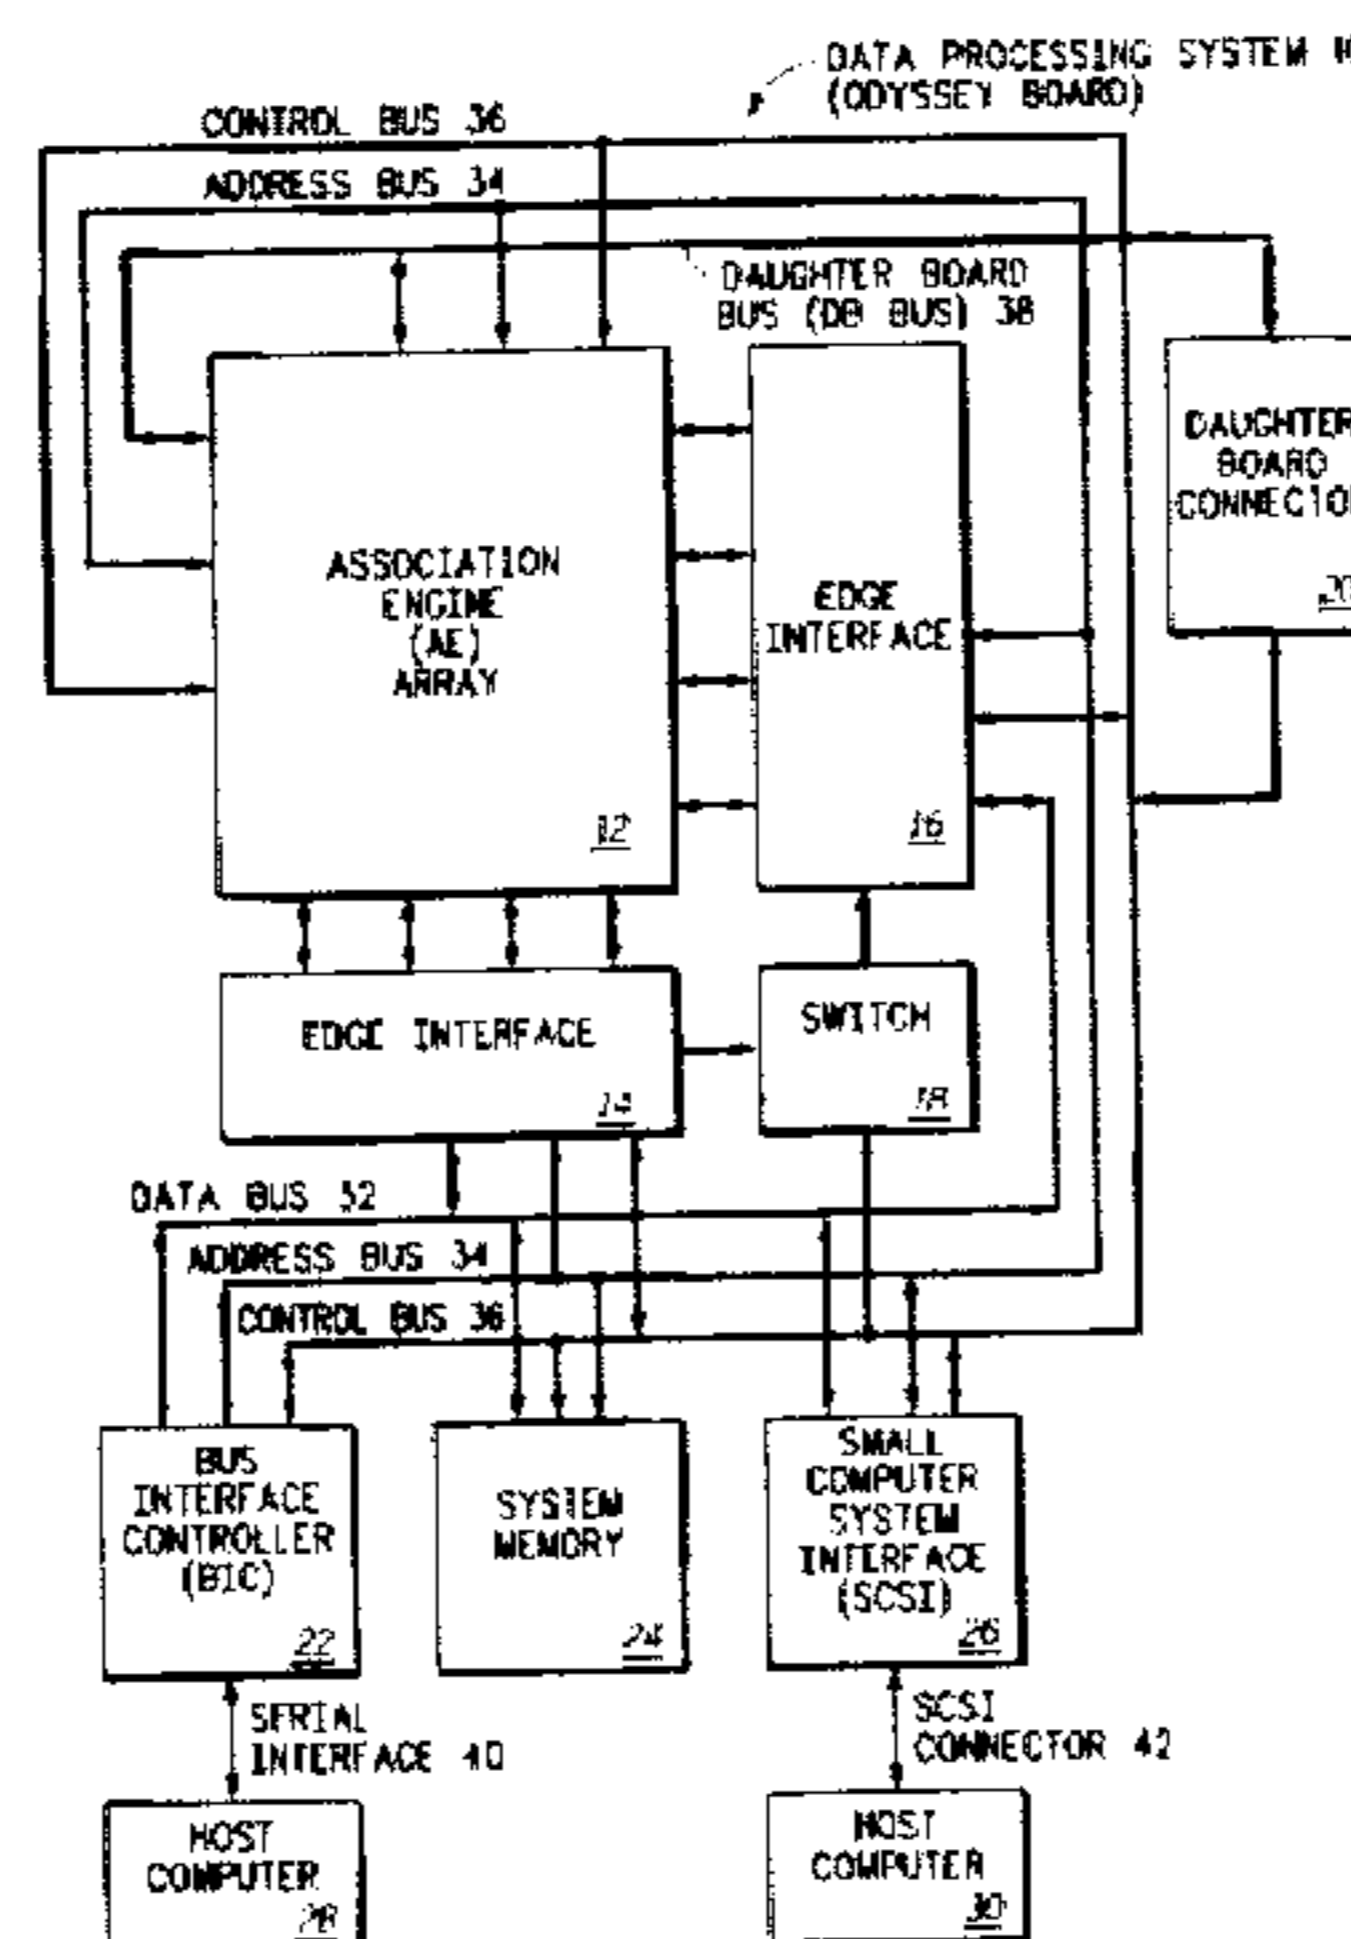 DATA PROCESSING SYSTEM
(ODYSSEY BOARD)
CONTROL BUS 36
ADDRESS BUS 34
DAUGHTER BOARD
BUS (DB BUS) 38
DAUGHTER
BOARD
CONNECTOR
20
ASSOCIATION
ENGINE
(AE)
ARRAY
12
EDGE
INTERFACE
16
EDGE INTERFACE
14
SWITCH
18
DATA BUS 32
ADDRESS BUS 34
CONTROL BUS 36
BUS
INTERFACE
CONTROLLER
(BIC)
22
SYSTEM
MEMORY
24
SMALL
COMPUTER
SYSTEM
INTERFACE
(SCSI)
26
SERIAL
INTERFACE 40
SCSI
CONNECTOR 42
HOST
COMPUTER
28
HOST
COMPUTER
30